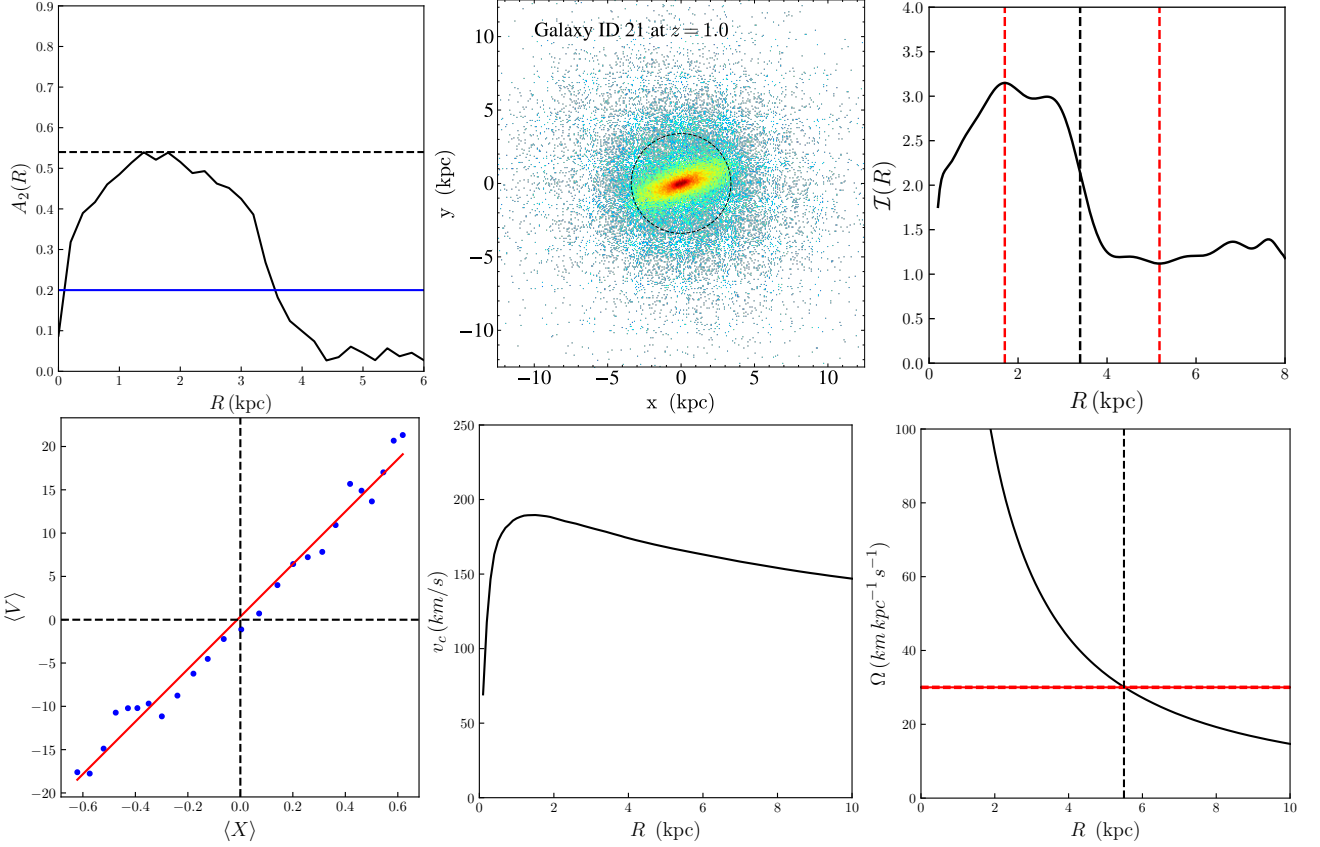 0.9
0.8
0.7
0.6
0.5
0.4
0.3
0.2
0.1
0.0
A₂(R)
0 1 2 3 4 5 6
R (kpc)
Galaxy ID 21 at z = 1.0
10
5
0
−5
−10
y (kpc)
−10 −5 0 5 10
x (kpc)
4.0
3.5
3.0
2.5
2.0
1.5
1.0
0.5
0.0
ℐ(R)
0 2 4 6 8
R (kpc)
20
15
10
5
0
−5
−10
−15
−20
⟨V⟩
−0.6 −0.4 −0.2 0.0 0.2 0.4 0.6
⟨X⟩
250
200
150
100
50
0
v_c (km/s)
0 2 4 6 8 10
R (kpc)
100
80
60
40
20
0
Ω (km kpc⁻¹ s⁻¹)
0 2 4 6 8 10
R (kpc)